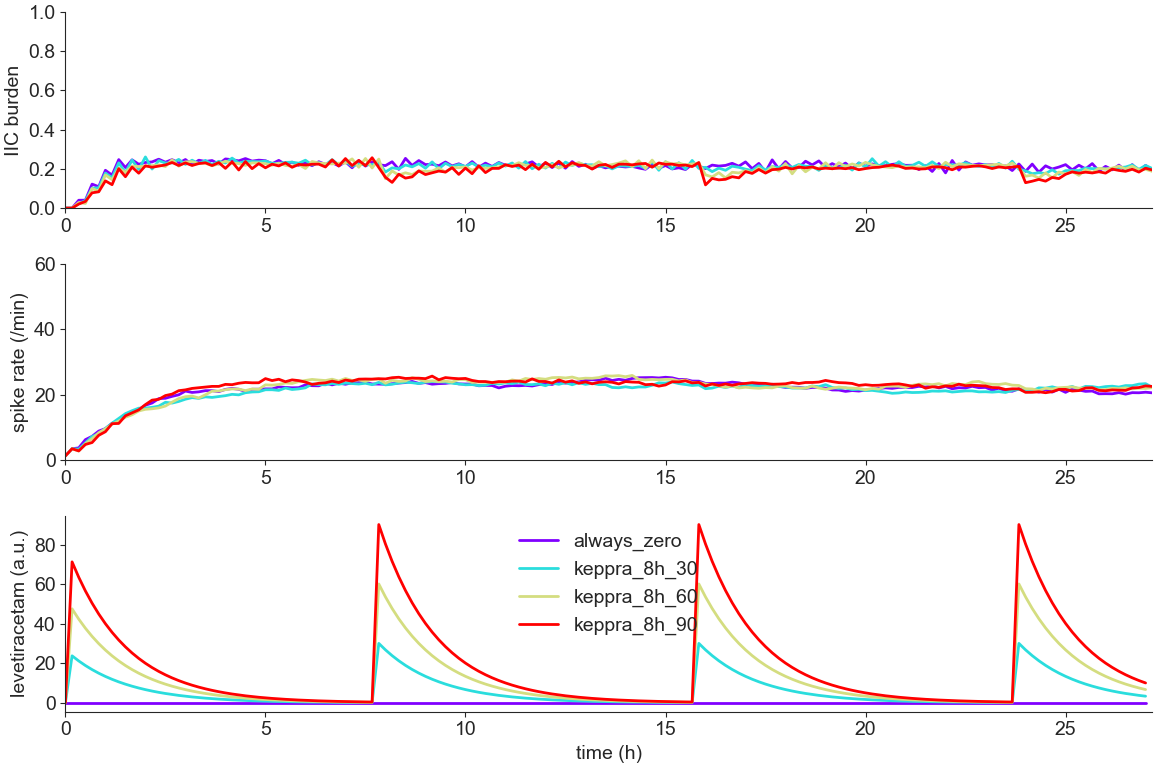 IIC burden
1.0
0.8
0.6
0.4
0.2
0.0
0 5 10 15 20 25
spike rate (/min)
60
40
20
0
0 5 10 15 20 25
levetiracetam (a.u.)
80
60
40
20
0
always_zero
keppra_8h_30
keppra_8h_60
keppra_8h_90
0 5 10 15 20 25
time (h)